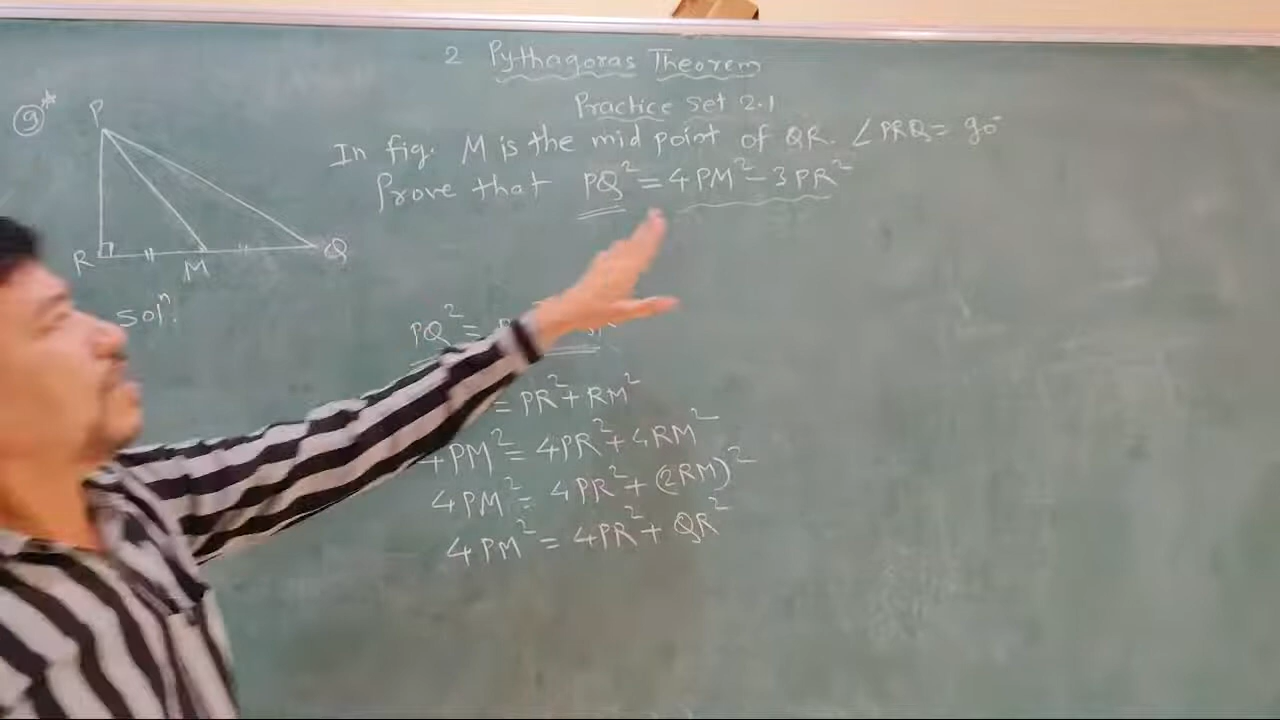 2 Pythagoras Theorem
Practice set 2.1
9*
In fig. M is the mid point of QR. ∠PRQ = 90°
Prove that PQ² = 4PM² - 3PR²
P
R
M
Q
solⁿ.
PQ² =
= PR² + RM²
4PM² = 4PR² + 4RM²
4PM² = 4PR² + (2RM)²
4PM² = 4PR² + QR²